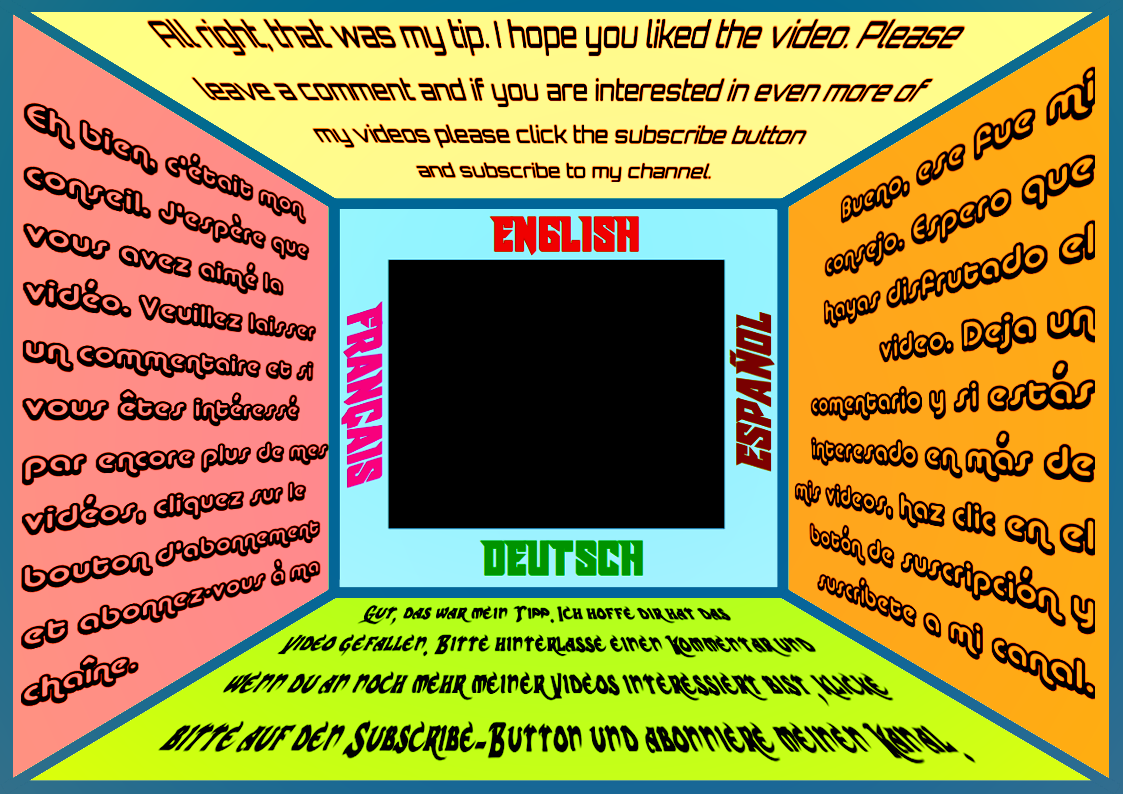 All right, that was my tip. I hope you liked the video. Please
leave a comment and if you are interested in even more of
my videos please click the subscribe button
and subscribe to my channel.
Eh bien, c'était mon
conseil. J'espère que
vous avez aimé la
vidéo. Veuillez laisser
un commentaire et si
vous êtes intéressé
par encore plus de mes
vidéos, cliquez sur le
bouton d'abonnement
et abonnez-vous à ma
chaîne.
ENGLISH
FRANÇAIS
ESPAÑOL
DEUTSCH
Bueno, ese fue mi
consejo. Espero que
hayas disfrutado el
video. Deja un
comentario y si estás
interesado en más de
mis videos, haz clic en el
botón de suscripción y
suscríbete a mi canal.
Gut, das war mein Tipp. Ich hoffe dir hat das
Video gefallen. Bitte hinterlasse einen Kommentar und
wenn du an noch mehr meiner Videos interessiert bist , klicke
bitte auf den Subscribe-Button und abonniere meinen Kanal .